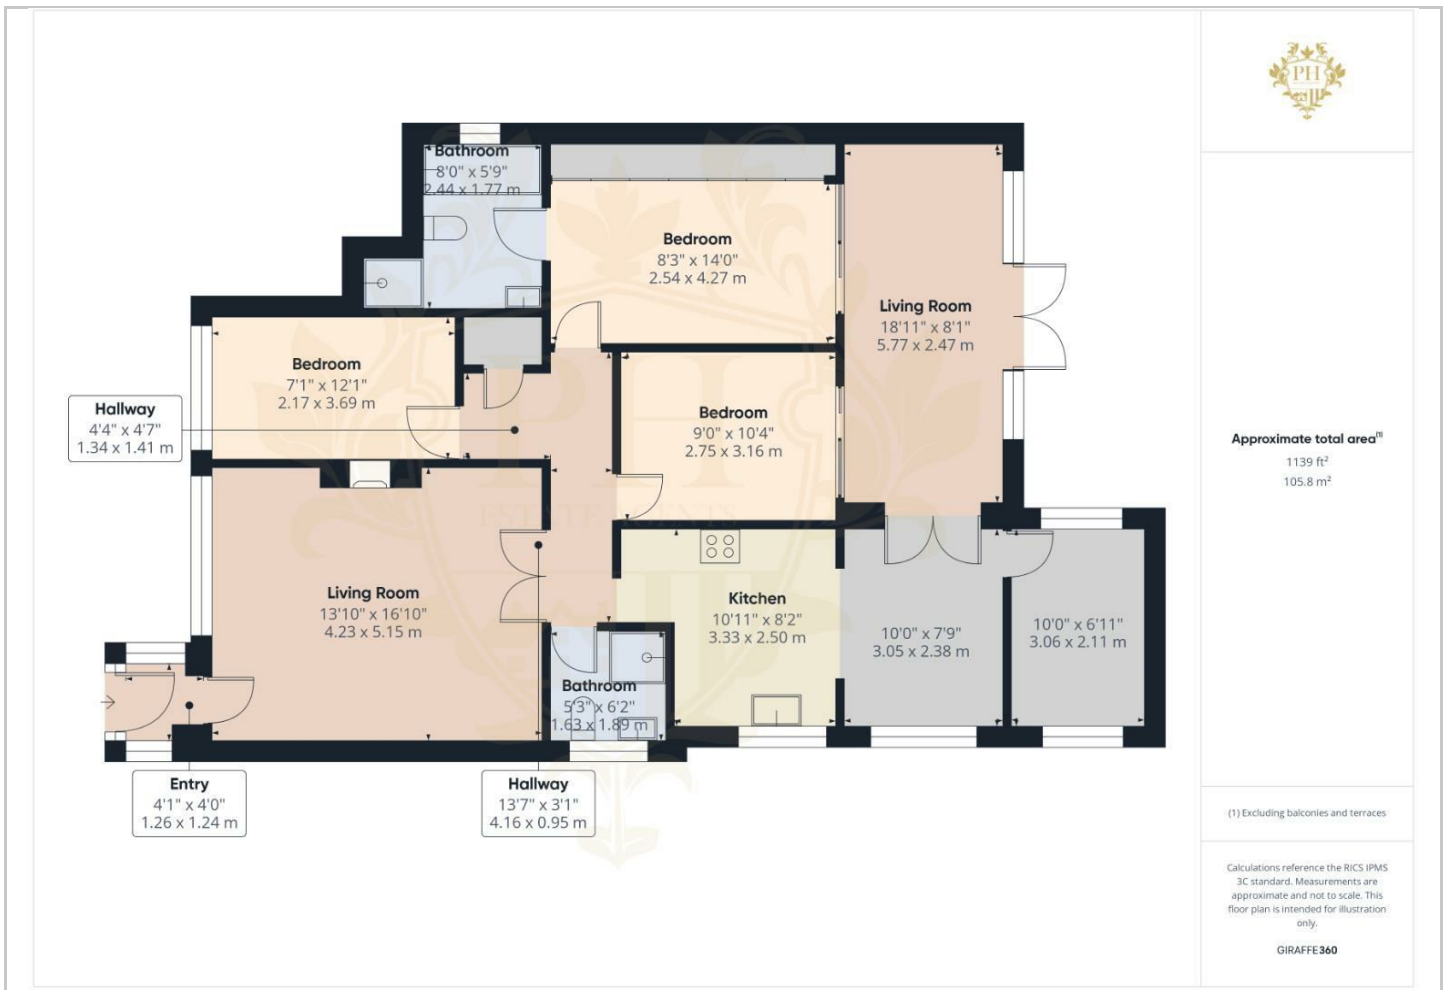 PH
Bathroom
8'0" x 5'9"
2.44 x 1.77 m
Bedroom
8'3" x 14'0"
2.54 x 4.27 m
Living Room
18'11" x 8'1"
5.77 x 2.47 m
Bedroom
7'1" x 12'1"
2.17 x 3.69 m
Hallway
4'4" x 4'7"
1.34 x 1.41 m
Bedroom
9'0" x 10'4"
2.75 x 3.16 m
PH
ESTATE AGENTS
Living Room
13'10" x 16'10"
4.23 x 5.15 m
Kitchen
10'11" x 8'2"
3.33 x 2.50 m
10'0" x 7'9"
3.05 x 2.38 m
10'0" x 6'11"
3.06 x 2.11 m
Bathroom
5'3" x 6'2"
1.63 x 1.89 m
Entry
4'1" x 4'0"
1.26 x 1.24 m
Hallway
13'7" x 3'1"
4.16 x 0.95 m
Approximate total area⁽¹⁾
1139 ft²
105.8 m²
(1) Excluding balconies and terraces
Calculations reference the RICS IPMS
3C standard. Measurements are
approximate and not to scale. This
floor plan is intended for illustration
only.
GIRAFFE360